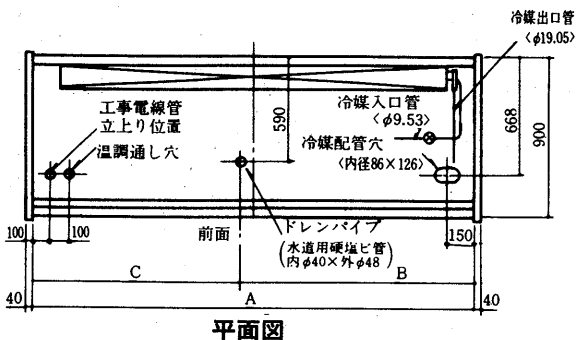 冷媒出口管
<φ19.05>
工事電線管
立上り位置
温調通し穴
590
冷媒入口管
<φ9.53>
冷媒配管穴
<内径86×126>
668
900
ドレンパイプ
(水道用硬塩ビ管
内φ40×外φ48)
前面
100
100
150
C
B
40
A
40
平面図